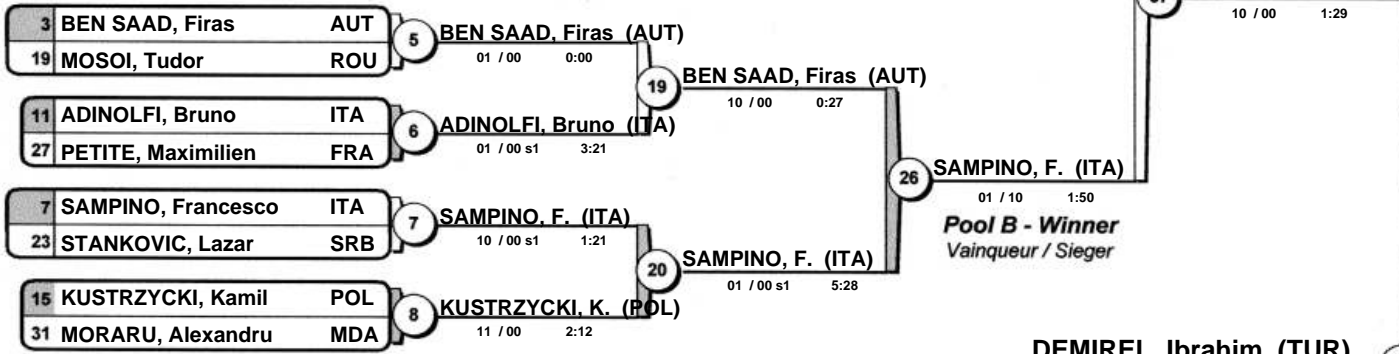 3 BEN SAAD, Firas AUT
19 MOSOI, Tudor ROU
5
BEN SAAD, Firas (AUT)
01 / 00 0:00
11 ADINOLFI, Bruno ITA
27 PETITE, Maximilien FRA
6
ADINOLFI, Bruno (ITA)
01 / 00 s1 3:21
19
BEN SAAD, Firas (AUT)
10 / 00 0:27
7 SAMPINO, Francesco ITA
23 STANKOVIC, Lazar SRB
7
SAMPINO, F. (ITA)
10 / 00 s1 1:21
15 KUSTRZYCKI, Kamil POL
31 MORARU, Alexandru MDA
8
KUSTRZYCKI, K. (POL)
11 / 00 2:12
20
SAMPINO, F. (ITA)
01 / 00 s1 5:28
26
SAMPINO, F. (ITA)
01 / 10 1:50
Pool B - Winner
Vainqueur / Sieger
10 / 00 1:29
DEMIREL, Ibrahim (TUR)